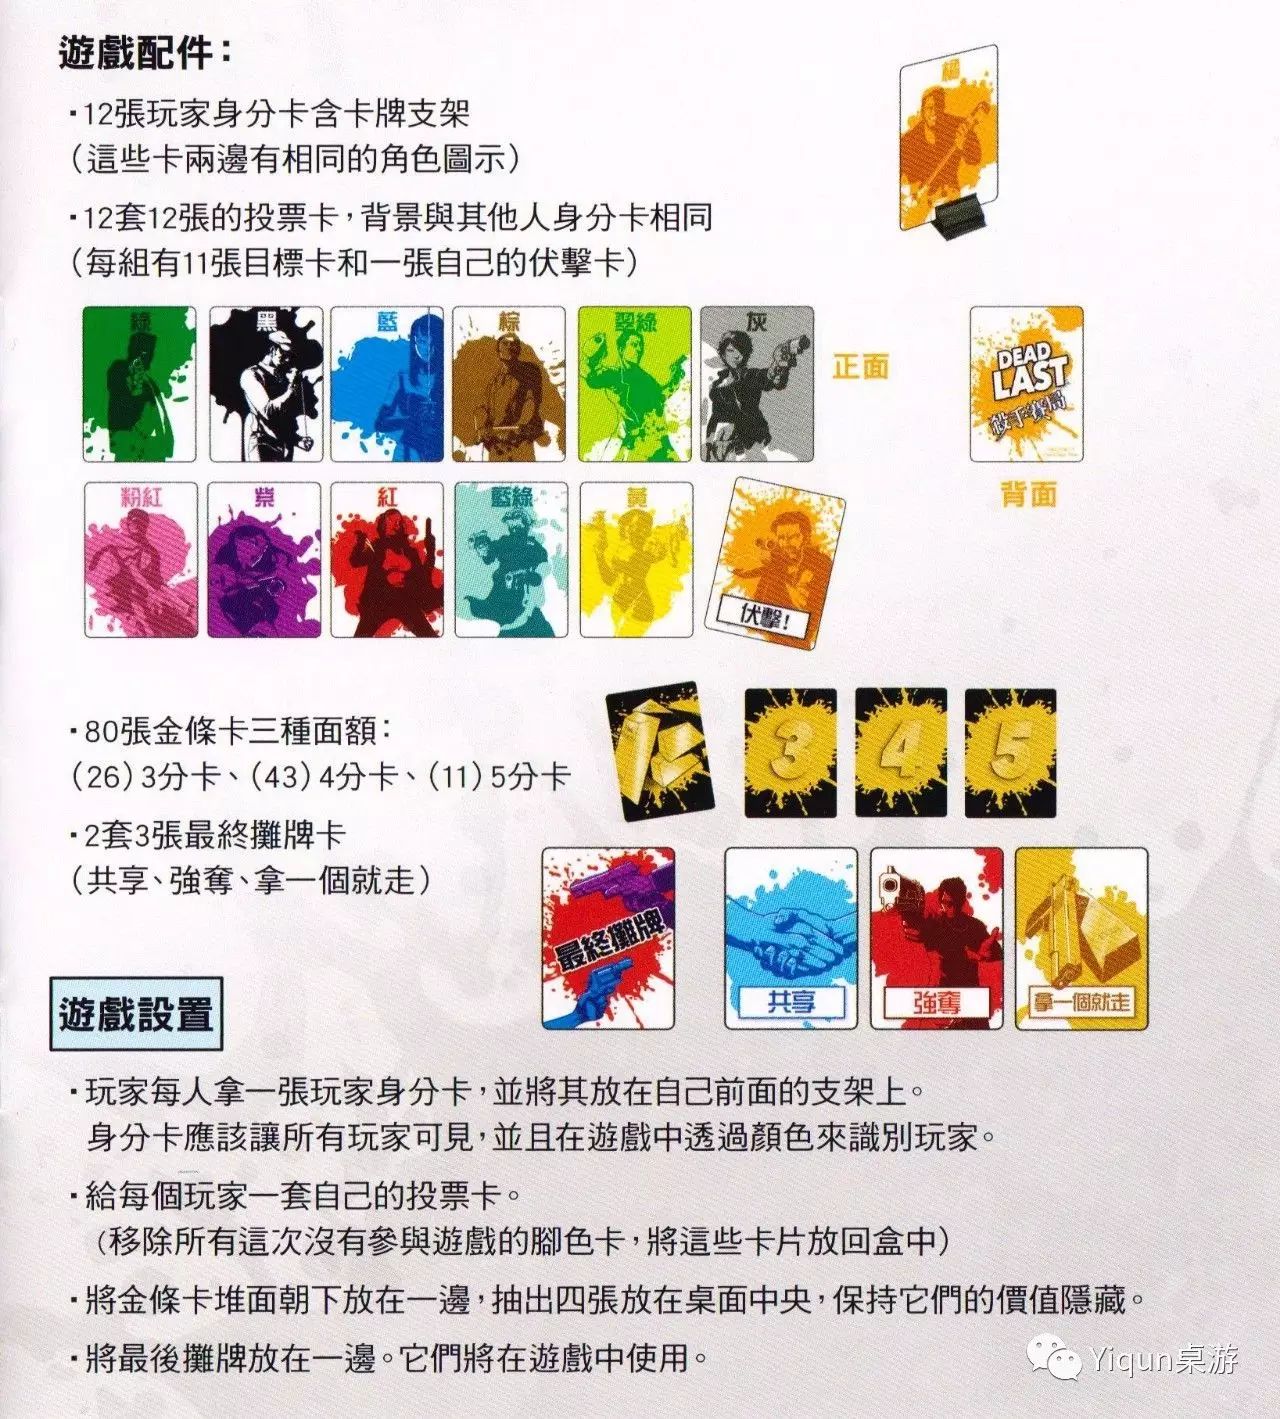 遊戲配件：
橘
·12張玩家身分卡含卡牌支架
（這些卡兩邊有相同的角色圖示）
·12套12張的投票卡，背景與其他人身分卡相同
（每組有11張目標卡和一張自己的伏擊卡）
綠 黑 藍 棕 翠綠 灰 正面
DEAD
LAST
殺手賽局
背面
粉紅 紫 紅 藍綠 黃
伏擊！
·80張金條卡三種面額：
（26）3分卡、（43）4分卡、（11）5分卡
3 4 5
·2套3張最終攤牌卡
（共享、強奪、拿一個就走）
最終攤牌
共享 強奪 拿一個就走
遊戲設置
·玩家每人拿一張玩家身分卡，並將其放在自己前面的支架上。
身分卡應該讓所有玩家可見，並且在遊戲中透過顏色來識別玩家。
·給每個玩家一套自己的投票卡。
（移除所有這次沒有參與遊戲的腳色卡，將這些卡片放回盒中）
·將金條卡堆面朝下放在一邊，抽出四張放在桌面中央，保持它們的價值隱藏。
·將最後攤牌放在一邊。它們將在遊戲中使用。
Yiqun桌游